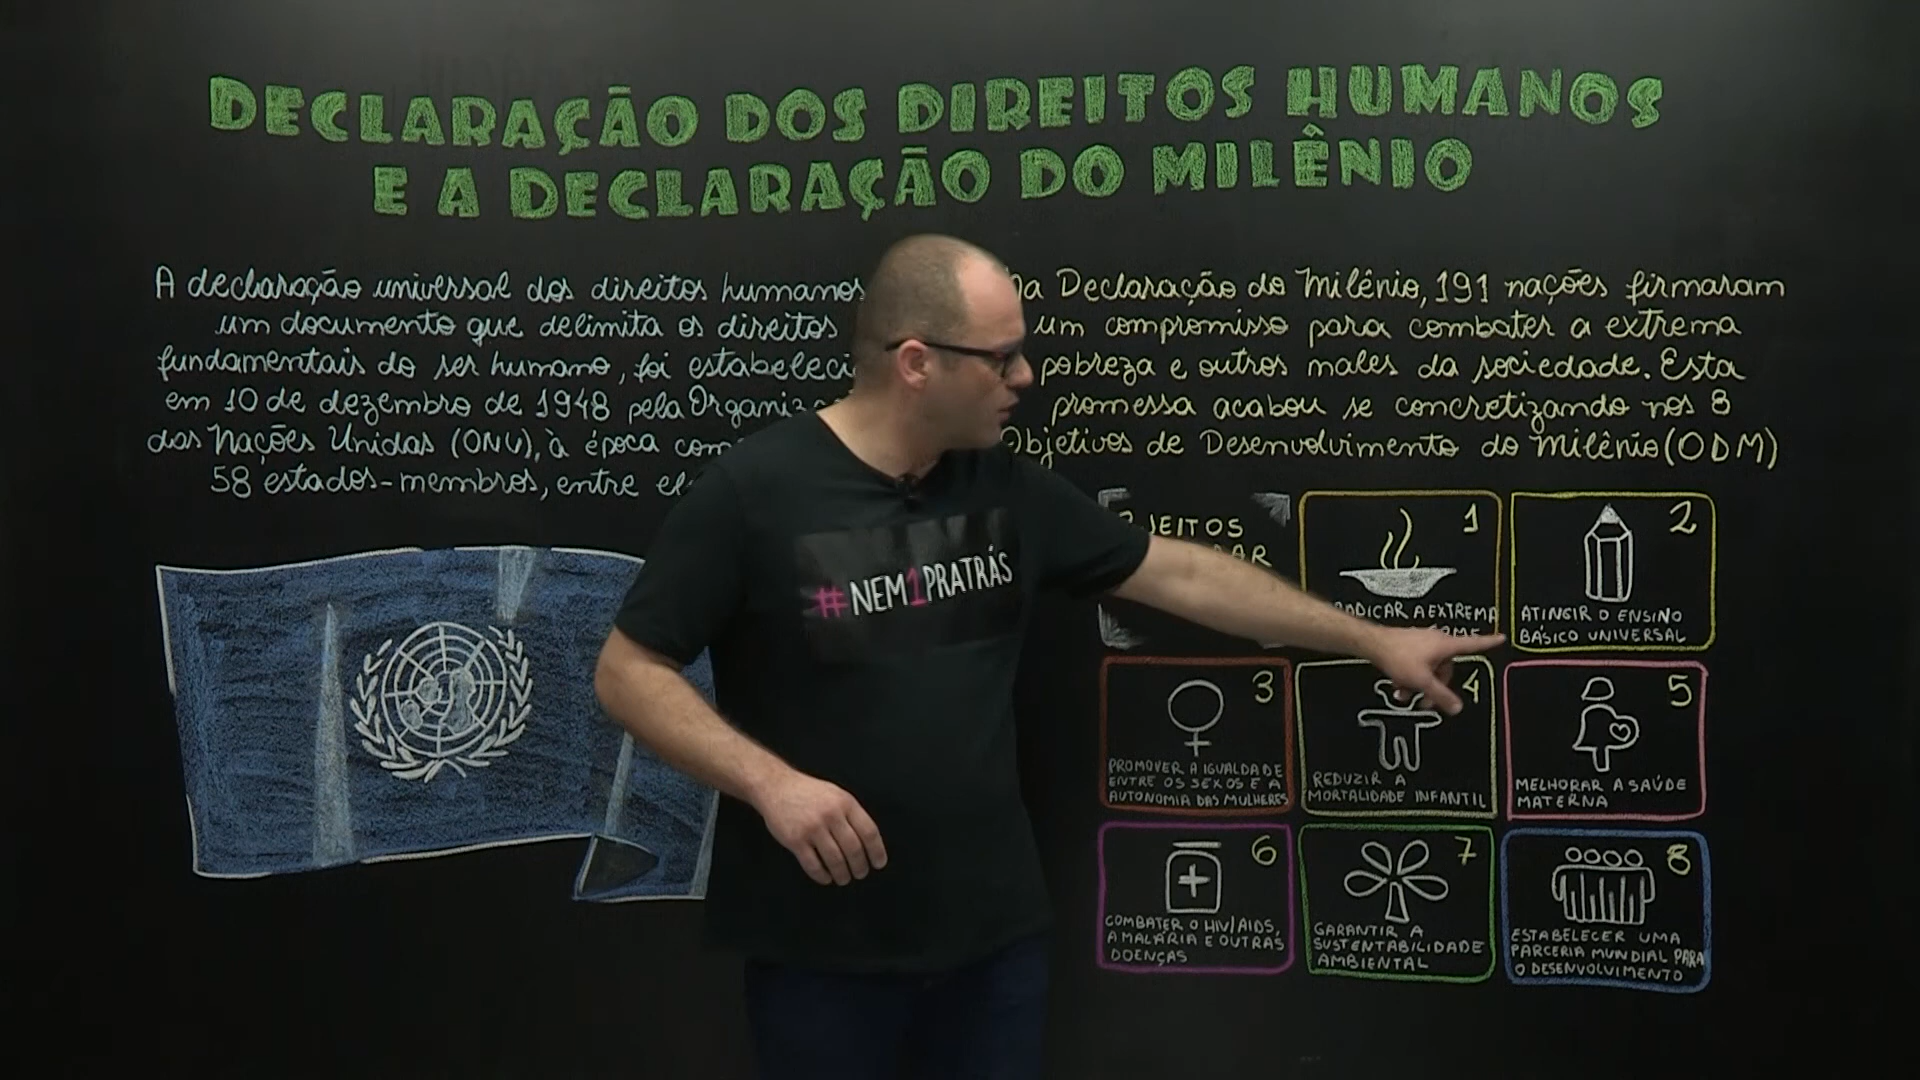 DECLARAÇÃO DOS DIREITOS HUMANOS
E A DECLARAÇÃO DO MILÊNIO
A declaração universal dos direitos humanos
um documento que delimita os direitos
fundamentais do ser humano, foi
em 10 de dezembro de 1948 pela
das Nações Unidas (ONU), à época
58 estados-membros, entre
Na Declaração do Milênio, 191 nações firmaram
um compromisso para combater a extrema
pobreza e outros males da sociedade. Esta
promessa acabou se concretizando nos 8
Objetivos de Desenvolvimento do Milênio (ODM)
#NEM1PRATRÁS
1
A EXTREMA
2
ATINGIR O ENSINO
BÁSICO UNIVERSAL
3
PROMOVER A IGUALDADE
ENTRE OS SEXOS E A
AUTONOMIA DAS MULHERES
4
REDUZIR A
MORTALIDADE INFANTIL
5
MELHORAR A SAÚDE
MATERNA
6
COMBATER O HIV/AIDS,
A MALÁRIA E OUTRAS
DOENÇAS
7
GARANTIR A
SUSTENTABILIDADE
AMBIENTAL
8
ESTABELECER UMA
PARCERIA MUNDIAL PARA
O DESENVOLVIMENTO